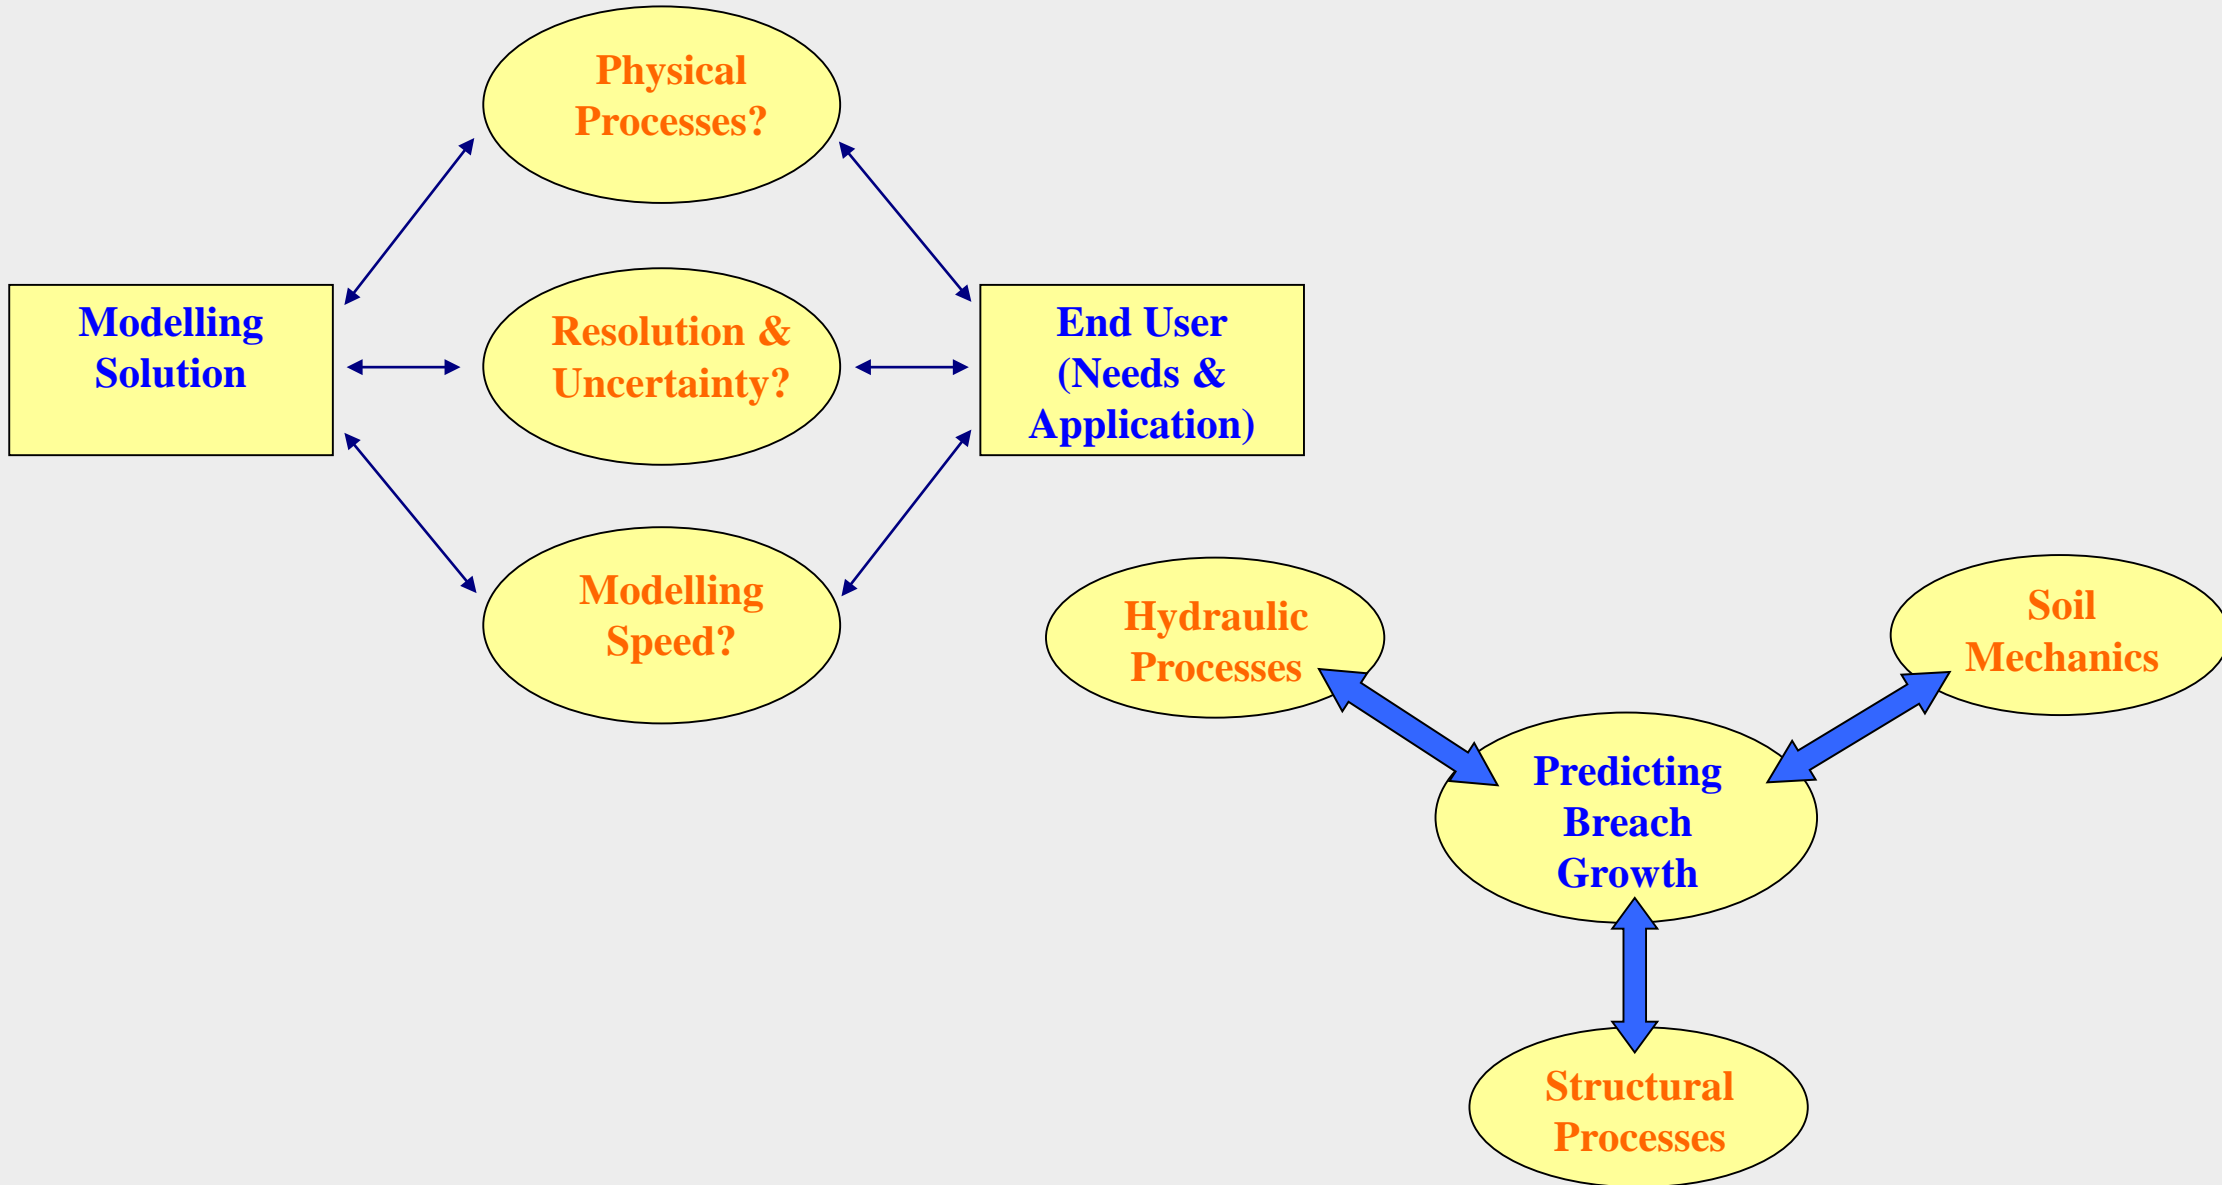 Physical
Processes?
Modelling
Solution
Resolution &
Uncertainty?
End User
(Needs &
Application)
Modelling
Speed?
Hydraulic
Processes
Soil
Mechanics
Predicting
Breach
Growth
Structural
Processes